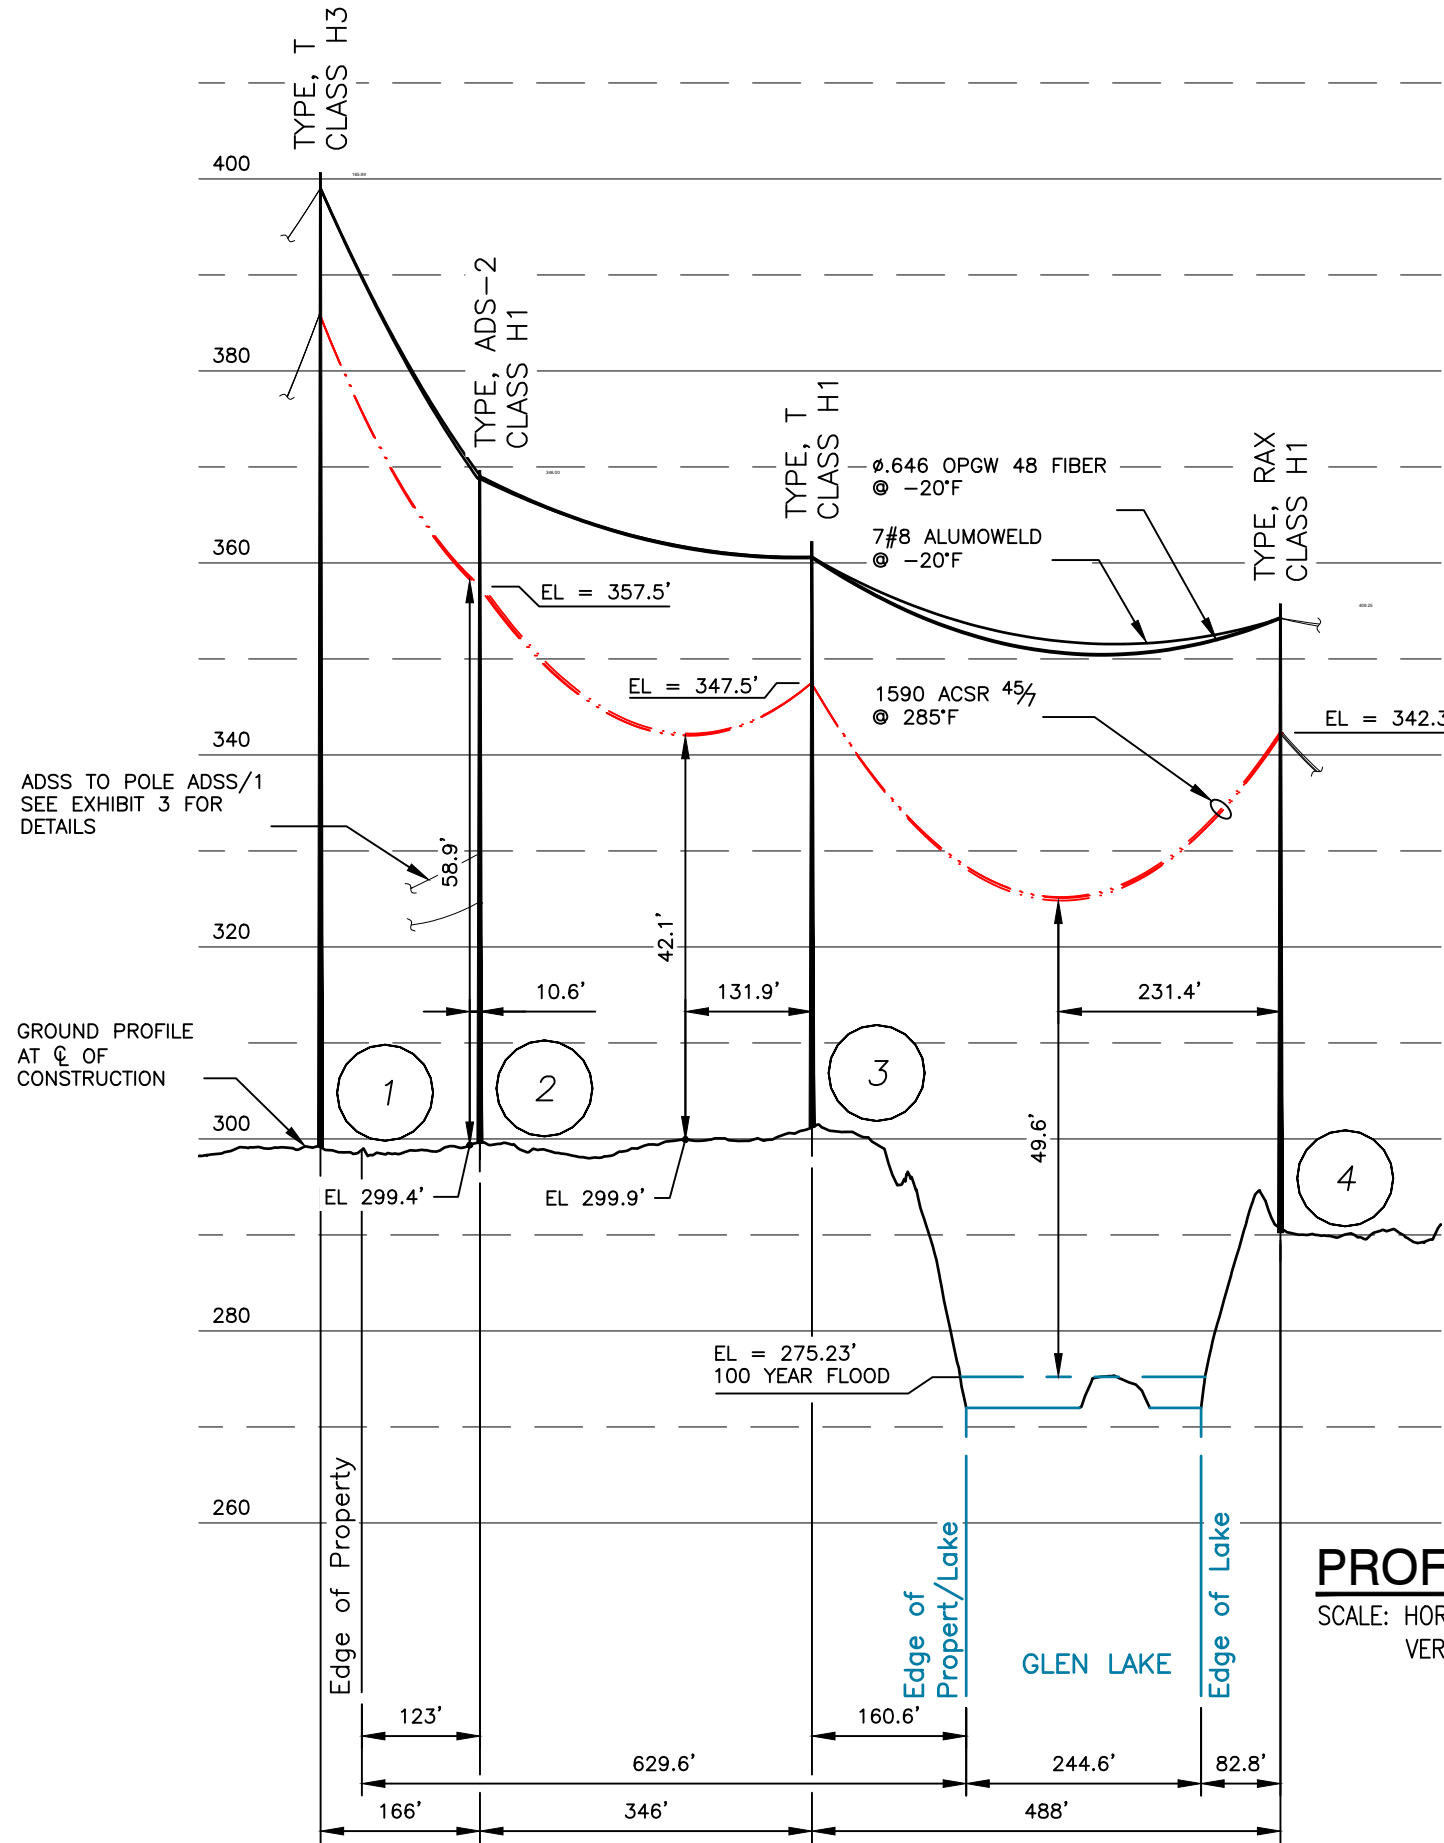 TYPE, T
CLASS H3
400
165.99
TYPE, ADS-2
CLASS H1
380
TYPE, T
CLASS H1
TYPE, RAX
CLASS H1
Ø.646 OPGW 48 FIBER
@ -20°F
7#8 ALUMOWELD
@ -20°F
360
EL = 357.5'
EL = 347.5'
1590 ACSR 45/7
@ 285°F
EL = 342.3
340
ADSS TO POLE ADSS/1
SEE EXHIBIT 3 FOR
DETAILS
58.9'
42.1'
320
10.6'
131.9'
231.4'
GROUND PROFILE
AT ℄ OF
CONSTRUCTION
1
2
3
4
300
49.6'
EL 299.4'
EL 299.9'
280
EL = 275.23'
100 YEAR FLOOD
260
Edge of Property
Edge of
Propert/Lake
GLEN LAKE
Edge of Lake
PROF
SCALE: HOR
VER
123'
160.6'
629.6'
244.6'
82.8'
166'
346'
488'